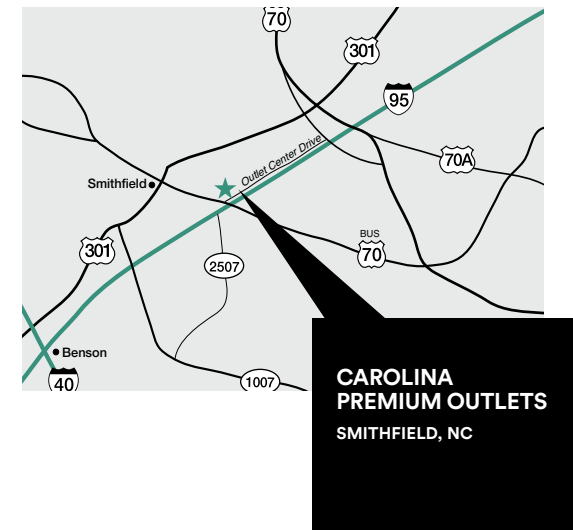 70
301
95
Outlet Center Drive
70A
Smithfield
BUS
70
301
2507
Benson
40
1007
CAROLINA
PREMIUM OUTLETS
SMITHFIELD, NC